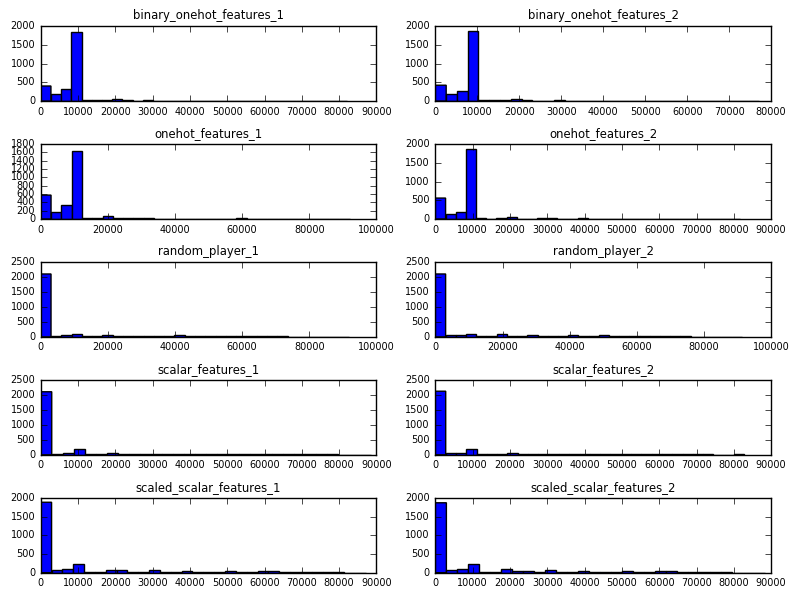 binary_onehot_features_1
2000
1500
1000
500
0
0 10000 20000 30000 40000 50000 60000 70000 80000 90000
binary_onehot_features_2
2000
1500
1000
500
0
0 10000 20000 30000 40000 50000 60000 70000 80000
onehot_features_1
1800
1600
1400
1200
1000
800
600
400
200
0
0 20000 40000 60000 80000 100000
onehot_features_2
2000
1500
1000
500
0
0 10000 20000 30000 40000 50000 60000 70000 80000 90000
random_player_1
2500
2000
1500
1000
500
0
0 20000 40000 60000 80000 100000
random_player_2
2500
2000
1500
1000
500
0
0 20000 40000 60000 80000 100000
scalar_features_1
2500
2000
1500
1000
500
0
0 10000 20000 30000 40000 50000 60000 70000 80000 90000
scalar_features_2
2500
2000
1500
1000
500
0
0 10000 20000 30000 40000 50000 60000 70000 80000 90000
scaled_scalar_features_1
2000
1500
1000
500
0
0 10000 20000 30000 40000 50000 60000 70000 80000 90000
scaled_scalar_features_2
2000
1500
1000
500
0
0 10000 20000 30000 40000 50000 60000 70000 80000 90000